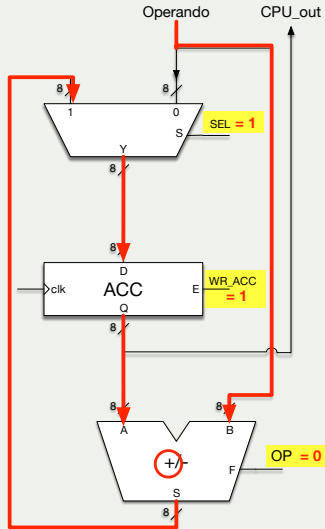 Operando CPU_out
8 8
1 0
S SEL = 1
Y
8
8
D
clk ACC E WR_ACC = 1
Q
8
8 8
A B
+/- F OP = 0
S
8